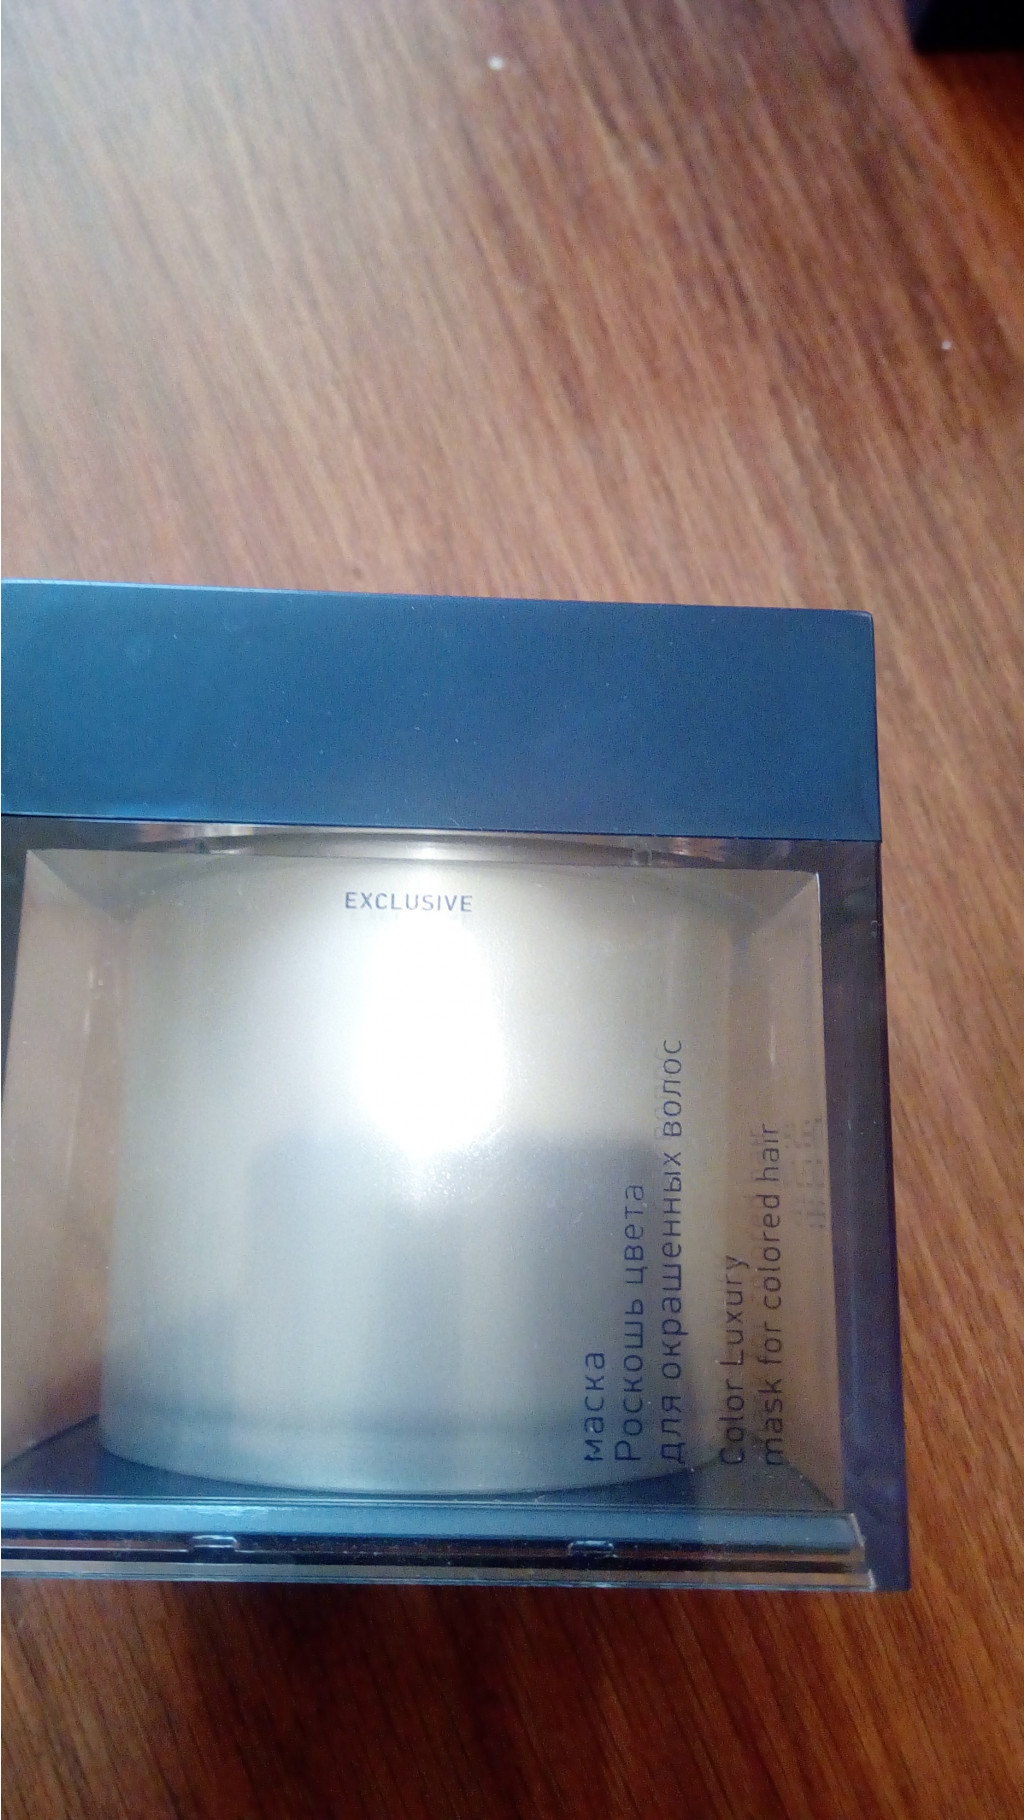 EXCLUSIVE
маска
Роскошь цвета
для окрашенных волос
Color Luxury
mask for colored hair